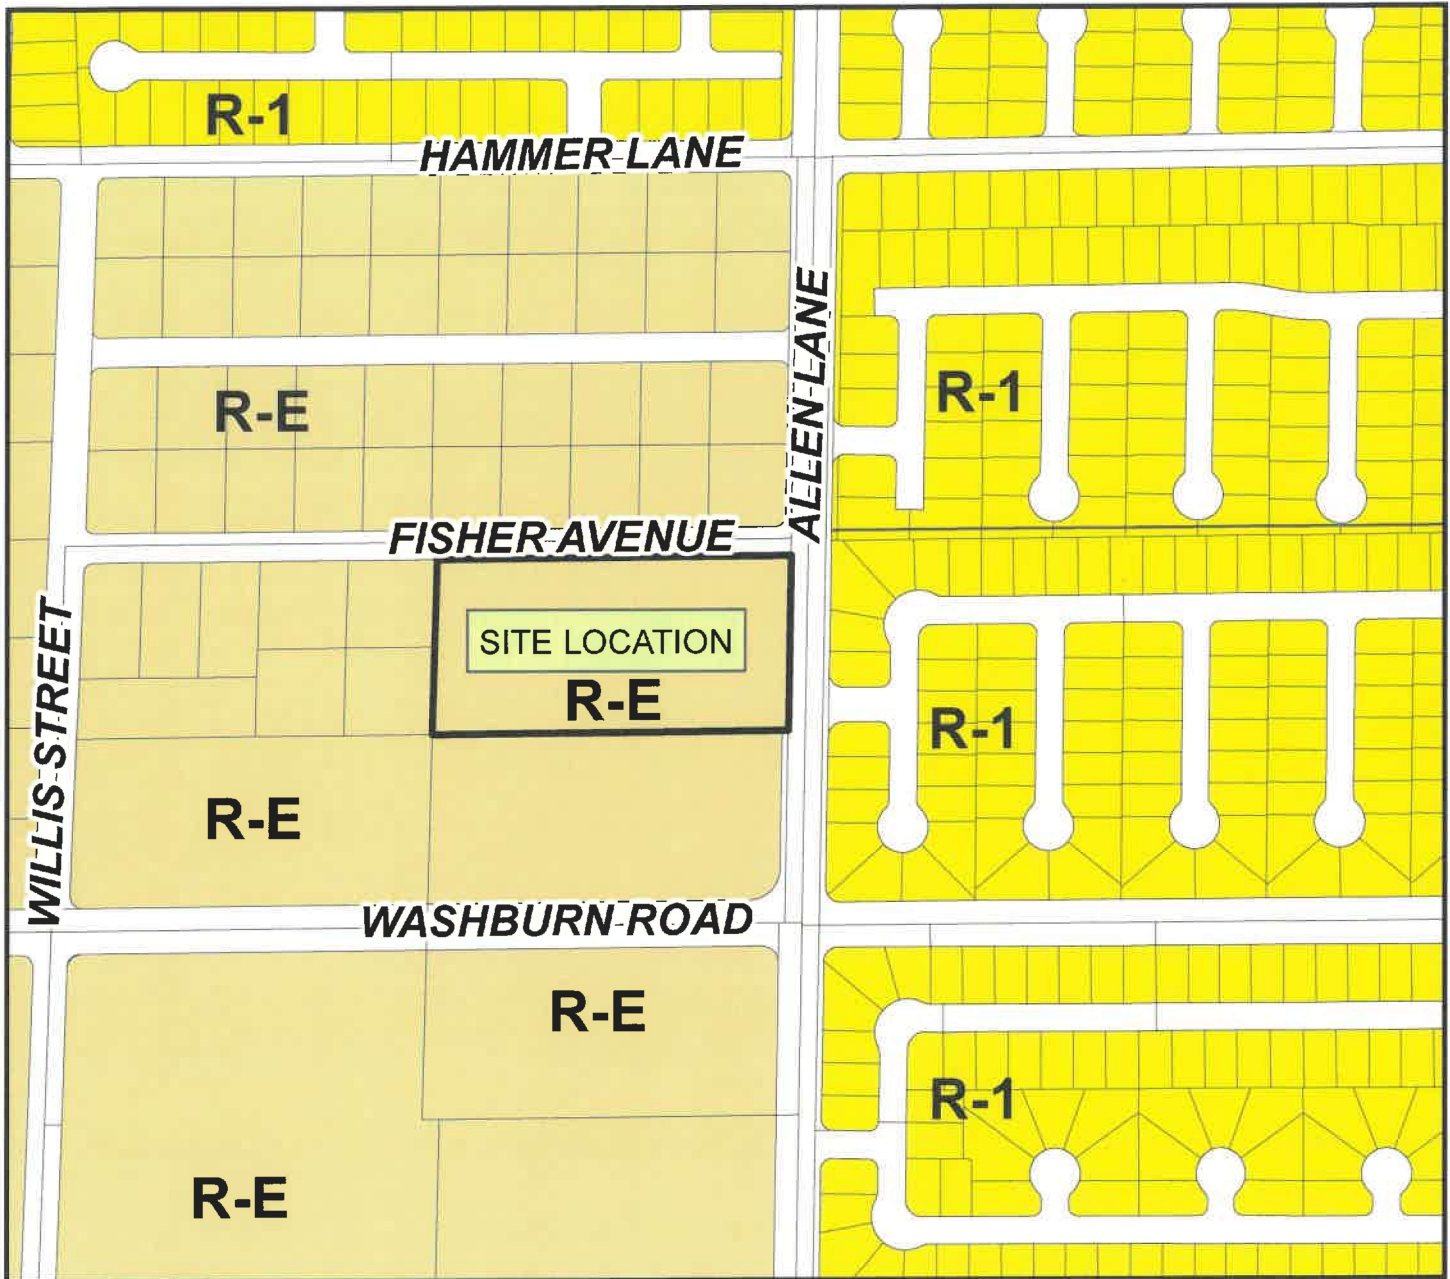 R-1
HAMMER LANE
ALLEN LANE
R-E
R-1
FISHER AVENUE
SITE LOCATION
R-E
WILLIS STREET
R-1
R-E
WASHBURN ROAD
R-E
R-1
R-E